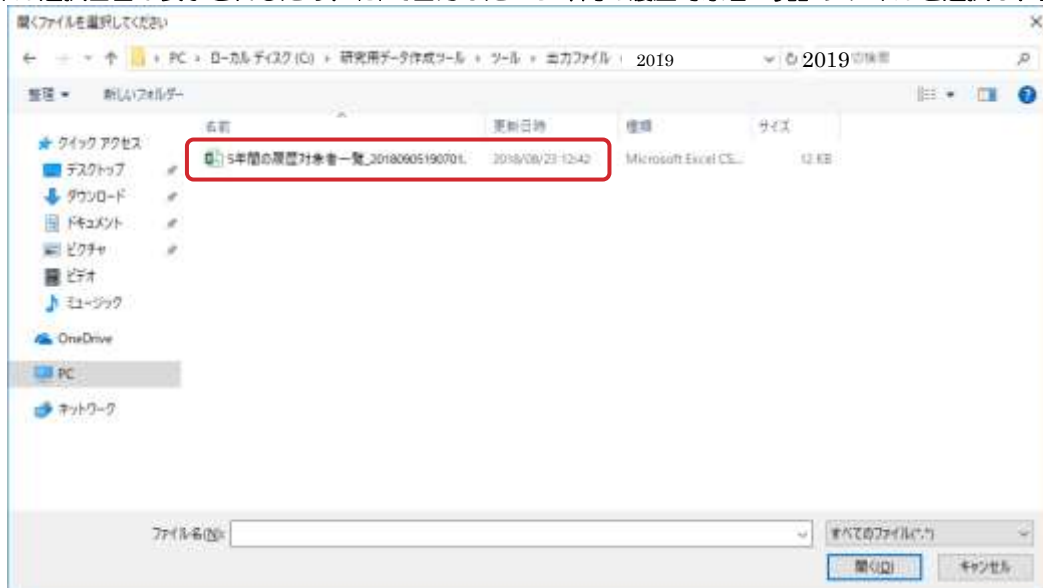 開くファイルを選択してください
PC › ローカル ディスク (C) › 研究用データ作成ツール › ツール › 出力ファイル › 2019
2019の検索
整理 新しいフォルダー
名前 更新日時 種類 サイズ
5年間の履歴対象者一覧_20180905190701. 2018/08/23 12:42 Microsoft Excel CS... 12 KB
クイック アクセス
デスクトップ
ダウンロード
ドキュメント
ピクチャ
ビデオ
ミュージック
OneDrive
PC
ネットワーク
ファイル名(N):
すべてのファイル(*.*)
開く(O) キャンセル